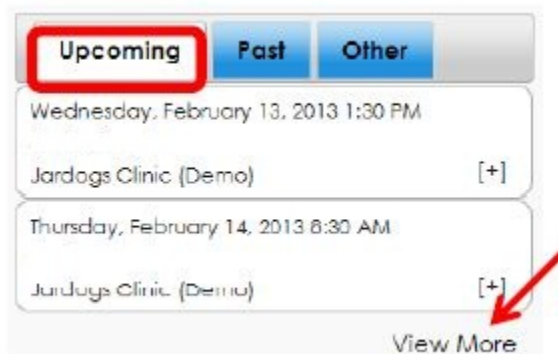 Upcoming Past Other
Wednesday, February 13, 2013 1:30 PM
Jardogs Clinic (Demo) [+]
Thursday, February 14, 2013 8:30 AM
Jardogs Clinic (Demo) [+]
View More